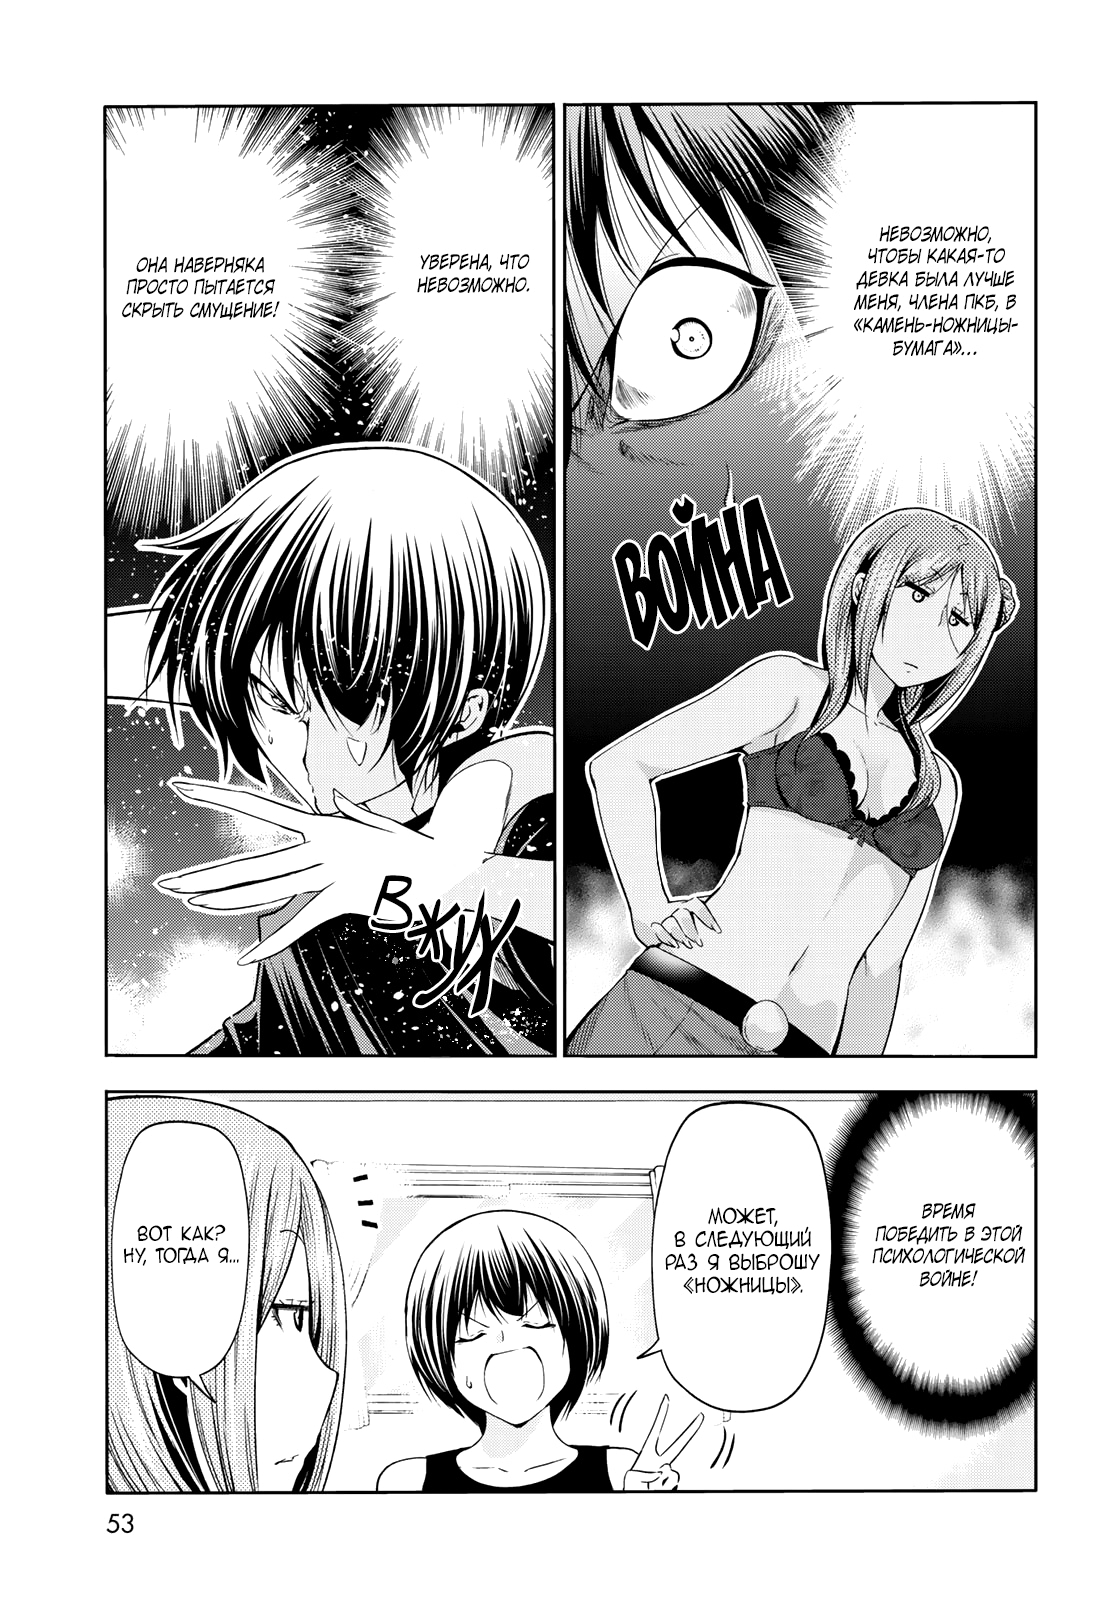 НЕВОЗМОЖНО,
ЧТОБЫ КАКАЯ-ТО
ДЕВКА БЫЛА ЛУЧШЕ
МЕНЯ, ЧЛЕНА ПКБ, В
«КАМЕНЬ-НОЖНИЦЫ-
БУМАГА»...
ВОЙНА
УВЕРЕНА, ЧТО
НЕВОЗМОЖНО.
ОНА НАВЕРНЯКА
ПРОСТО ПЫТАЕТСЯ
СКРЫТЬ СМУЩЕНИЕ!
ВЖУХ
ВРЕМЯ
ПОБЕДИТЬ В ЭТОЙ
ПСИХОЛОГИЧЕСКОЙ
ВОЙНЕ!
МОЖЕТ,
В СЛЕДУЮЩИЙ
РАЗ Я ВЫБРОШУ
«НОЖНИЦЫ».
ВОТ КАК?
НУ, ТОГДА Я...
53